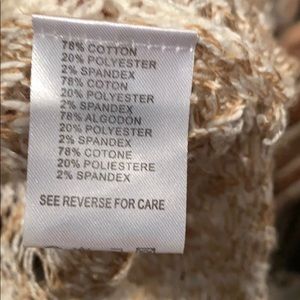 78% COTTON
20% POLYESTER
2% SPANDEX
78% COTON
20% POLYESTER
2% SPANDEX
78% ALGODÓN
20% POLYESTER
2% SPANDEX
78% COTONE
20% POLIESTERE
2% SPANDEX
SEE REVERSE FOR CARE